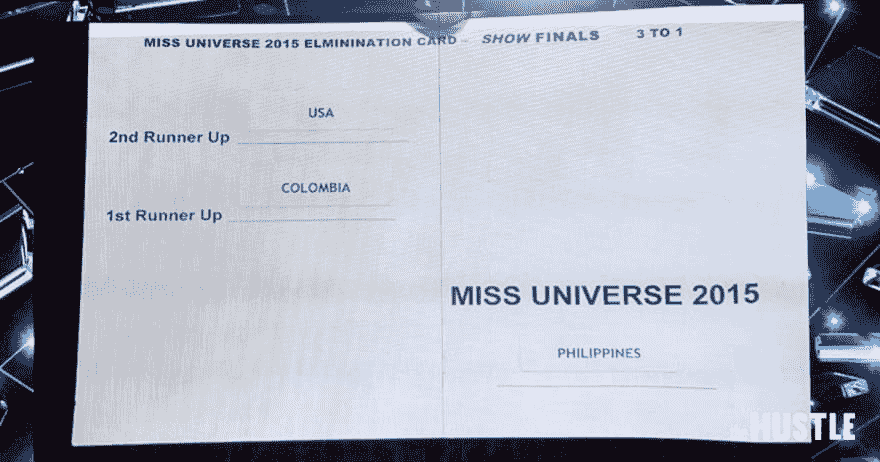 MISS UNIVERSE 2015 ELMININATION CARD – SHOW FINALS 3 TO 1
USA
2nd Runner Up
COLOMBIA
1st Runner Up
MISS UNIVERSE 2015
PHILIPPINES
HUSTLE